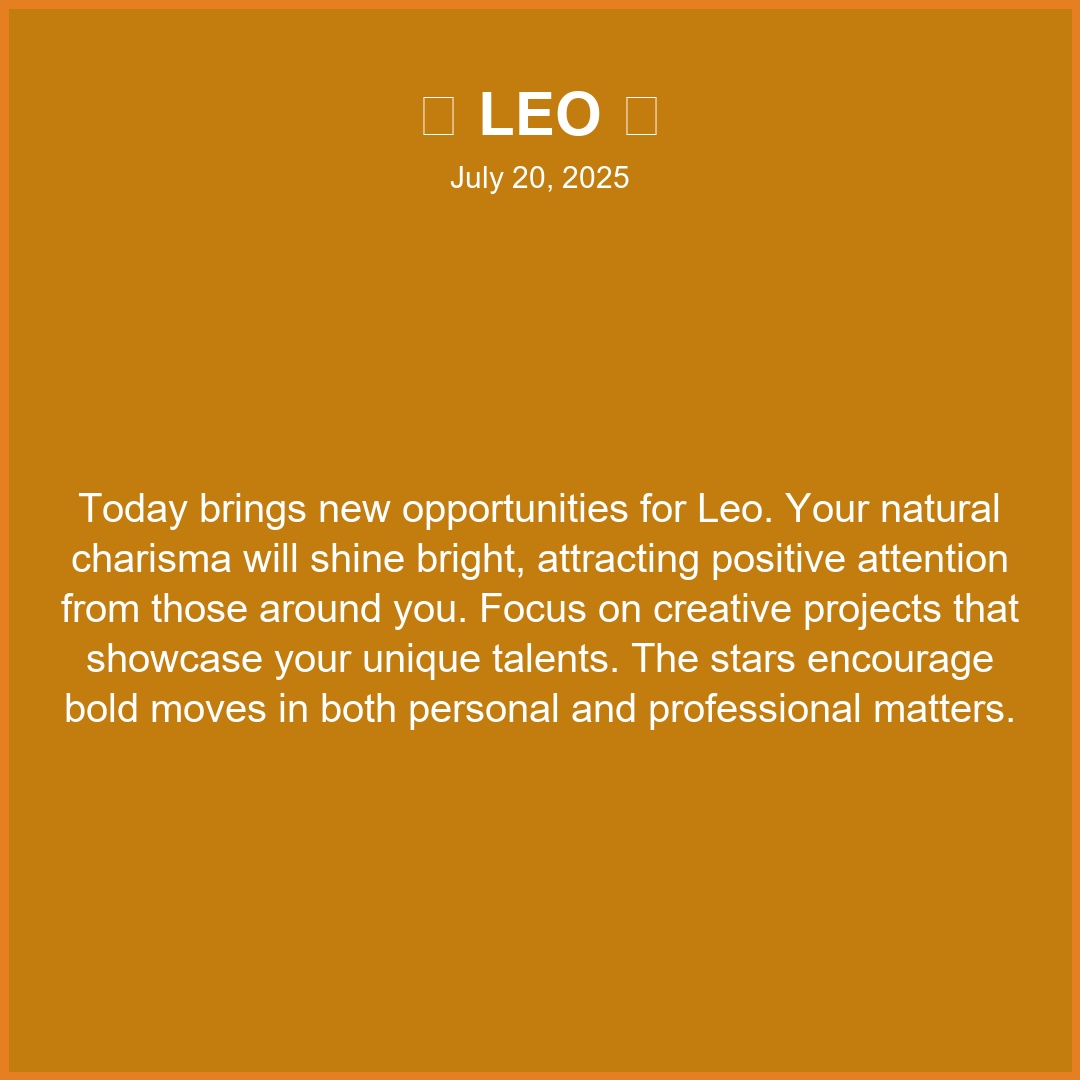 LEO
July 20, 2025
Today brings new opportunities for Leo. Your natural
charisma will shine bright, attracting positive attention
from those around you. Focus on creative projects that
showcase your unique talents. The stars encourage
bold moves in both personal and professional matters.